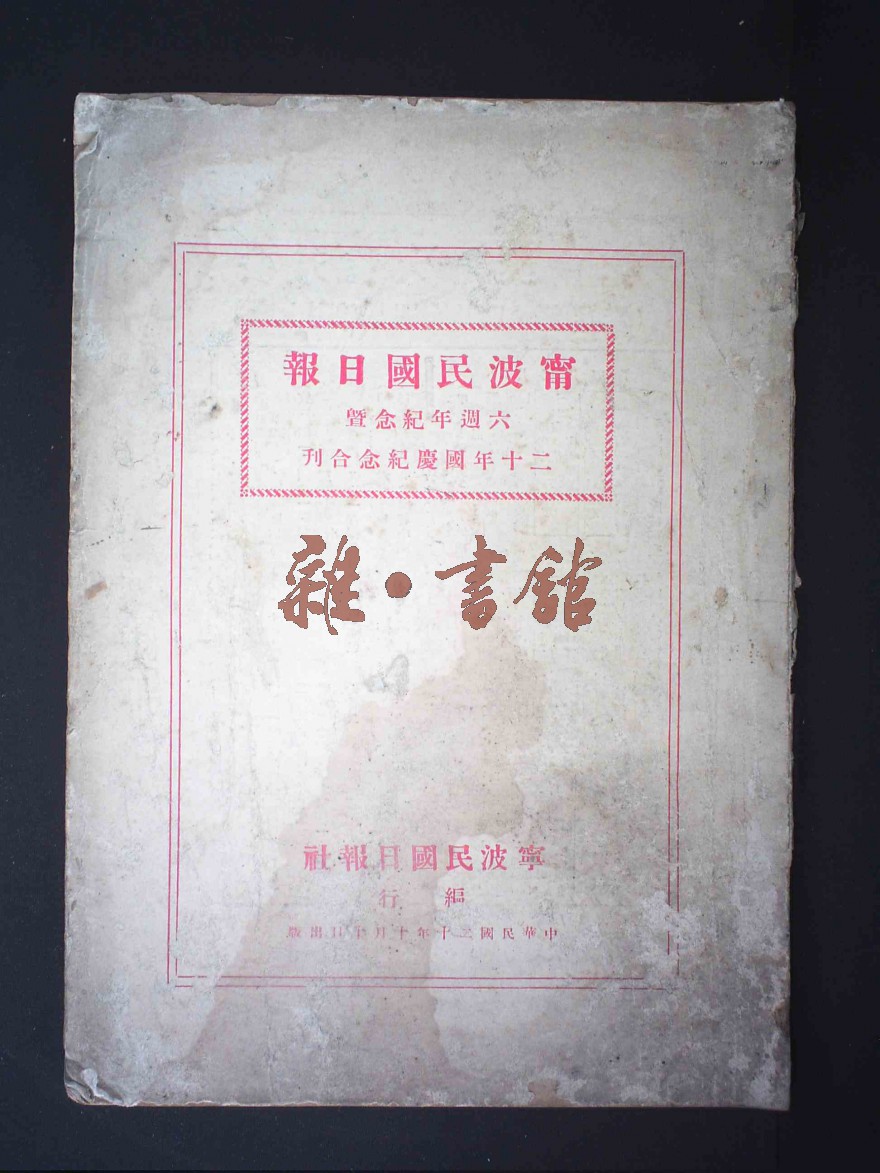 甯波民國日報
六週年紀念暨
二十年國慶紀念合刊
雜·書館
寧波民國日報社
編行
中華民國二十年十月十日出版